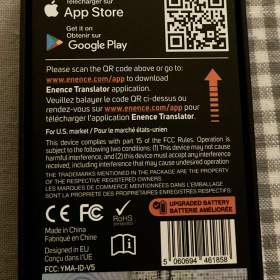 Télécharger sur
App Store
Get it on
Obtenir sur
Google Play
Please scan the QR code above or go to:
www.enence.com/app to download
Enence Translator application.
Veuillez balayer le code QR ci-dessus ou
rendez-vous sur www.enence.com/app pour
télécharger l'application Enence Translator.
For U.S. market / Pour le marché états-unien
This device complies with part 15 of the FCC Rules. Operation is
subject to the following two conditions: (1) This device may not cause
harmful interference, and (2) this device must accept any interference
received, including interference that may cause undesired operation.
THE TRADEMARKS MENTIONED IN THE PACKAGE ARE THE PROPERTY
OF THE RESPECTIVE REGISTERED OWNERS
LES MARQUES DE COMMERCE MENTIONNÉES DANS L'EMBALLAGE
SONT LA PROPRIÉTÉ DES PROPRIÉTAIRES ENREGISTRÉS RESPECTIFS
UPGRADED BATTERY
BATTERIE AMÉLIORÉE
FC CE RoHS
Made in China
Fabriqué en Chine
Designed in EU
Conçu dans l'UE
FCC: YMA-ID-V5
5 060694 461858